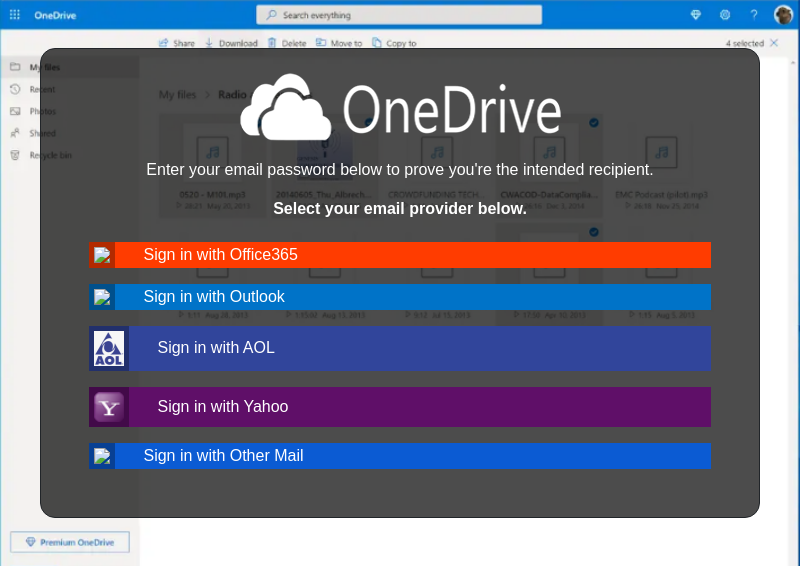 OneDrive
Search everything
Share Download Delete Move to Copy to
4 selected
My files
Recent
Photos
Shared
Recycle bin
My files > Radio
OneDrive
Enter your email password below to prove you're the intended recipient.
0520 - M101.mp3
CROWDFUNDING TECH...
CWACOD-DataComplia...
EMC Podcast (pilot).mp3
Select your email provider below.
Sign in with Office365
Sign in with Outlook
AOL
Sign in with AOL
Y
Sign in with Yahoo
Sign in with Other Mail
Premium OneDrive